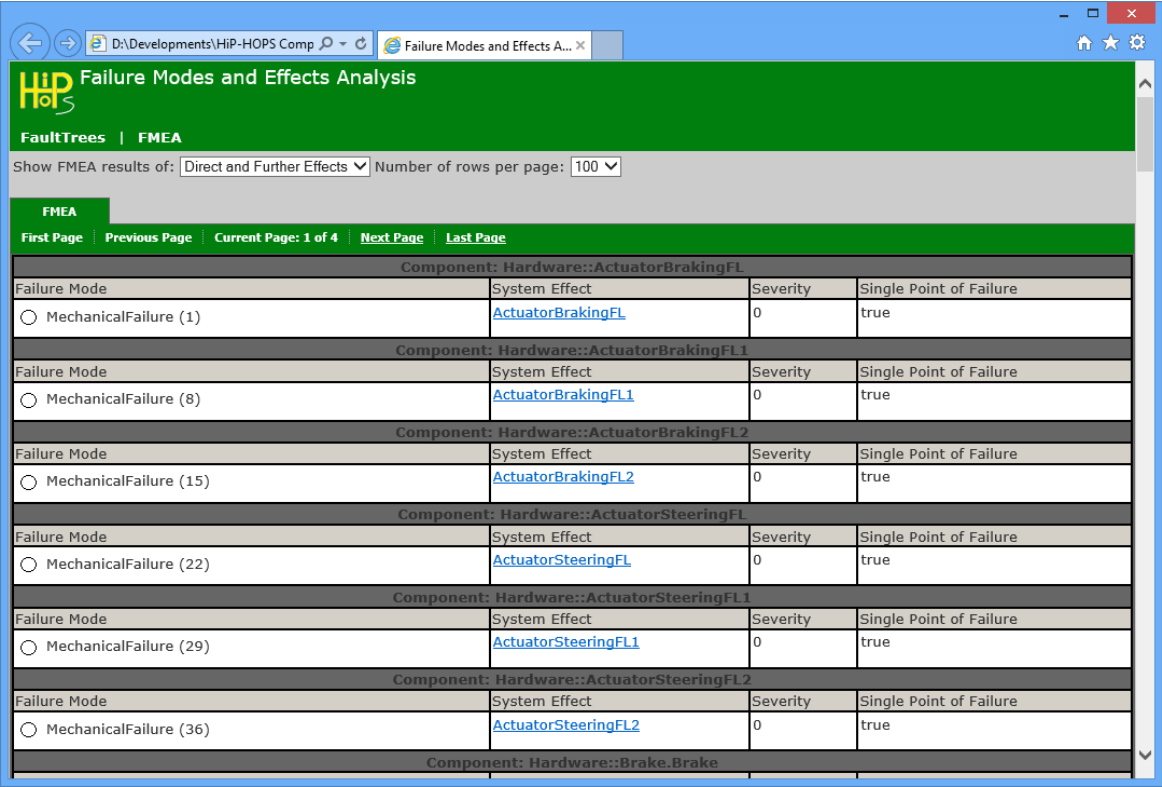 D:\Developments\HiP-HOPS Comp
Failure Modes and Effects A...
HiP HOPS
Failure Modes and Effects Analysis
FaultTrees | FMEA
Show FMEA results of: Direct and Further Effects Number of rows per page: 100
FMEA
First Page Previous Page Current Page: 1 of 4 Next Page Last Page
Component: Hardware::ActuatorBrakingFL
Failure Mode System Effect Severity Single Point of Failure
MechanicalFailure (1) ActuatorBrakingFL 0 true
Component: Hardware::ActuatorBrakingFL1
Failure Mode System Effect Severity Single Point of Failure
MechanicalFailure (8) ActuatorBrakingFL1 0 true
Component: Hardware::ActuatorBrakingFL2
Failure Mode System Effect Severity Single Point of Failure
MechanicalFailure (15) ActuatorBrakingFL2 0 true
Component: Hardware::ActuatorSteeringFL
Failure Mode System Effect Severity Single Point of Failure
MechanicalFailure (22) ActuatorSteeringFL 0 true
Component: Hardware::ActuatorSteeringFL1
Failure Mode System Effect Severity Single Point of Failure
MechanicalFailure (29) ActuatorSteeringFL1 0 true
Component: Hardware::ActuatorSteeringFL2
Failure Mode System Effect Severity Single Point of Failure
MechanicalFailure (36) ActuatorSteeringFL2 0 true
Component: Hardware::Brake.Brake